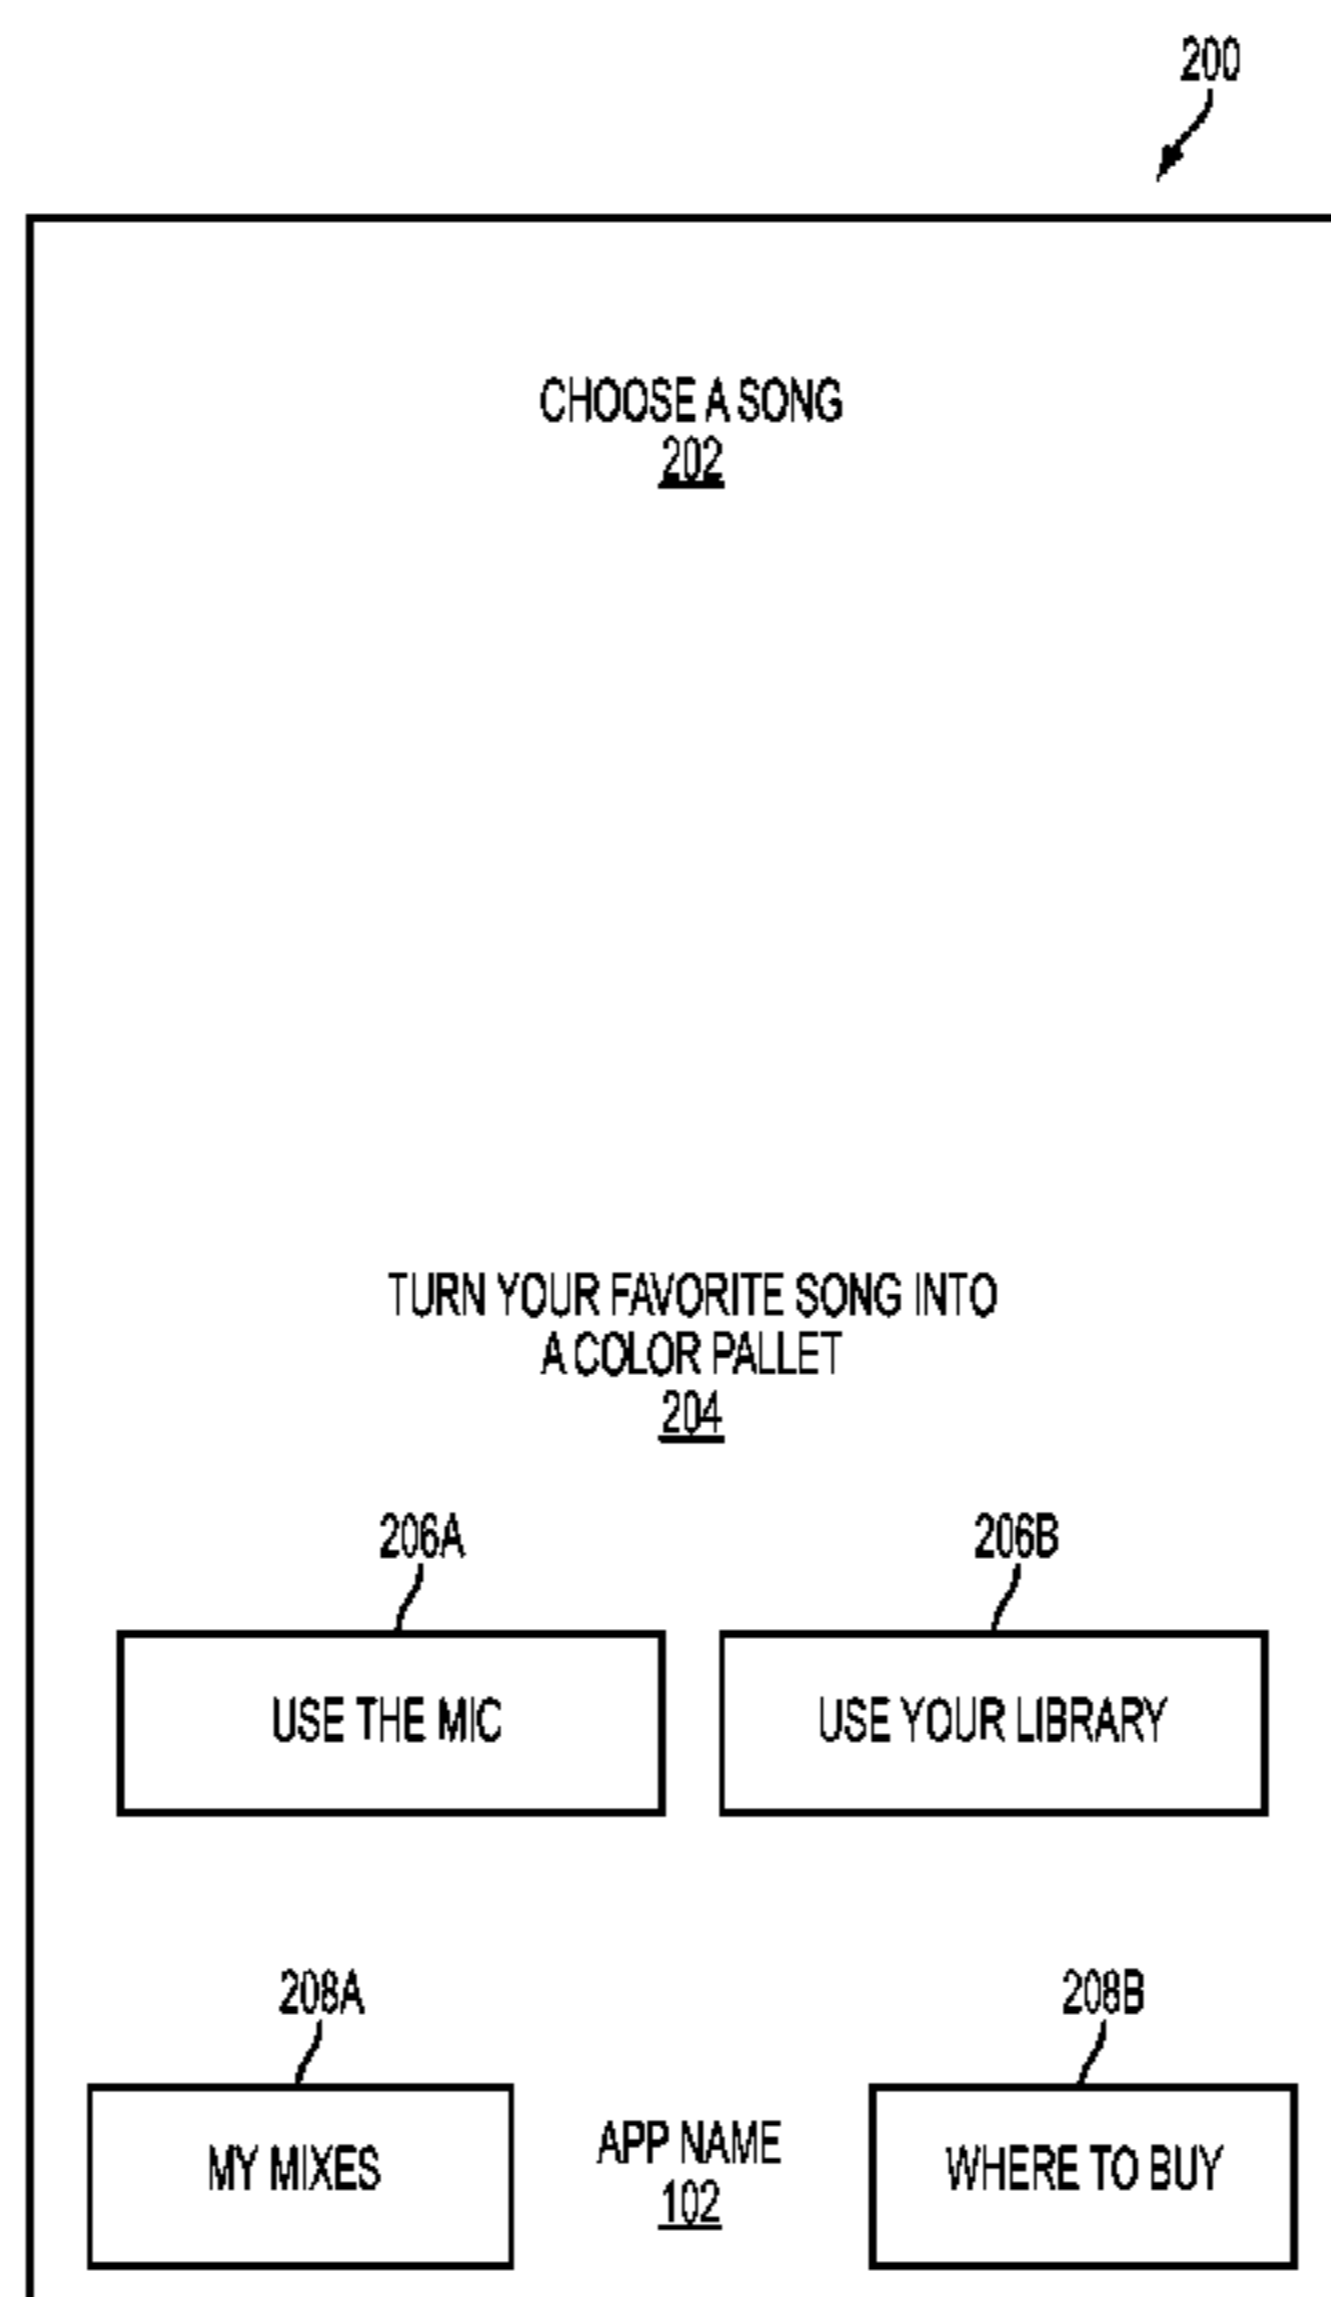 200
CHOOSE A SONG
202
TURN YOUR FAVORITE SONG INTO
A COLOR PALLET
204
206A
206B
USE THE MIC
USE YOUR LIBRARY
208A
208B
MY MIXES
APP NAME
102
WHERE TO BUY